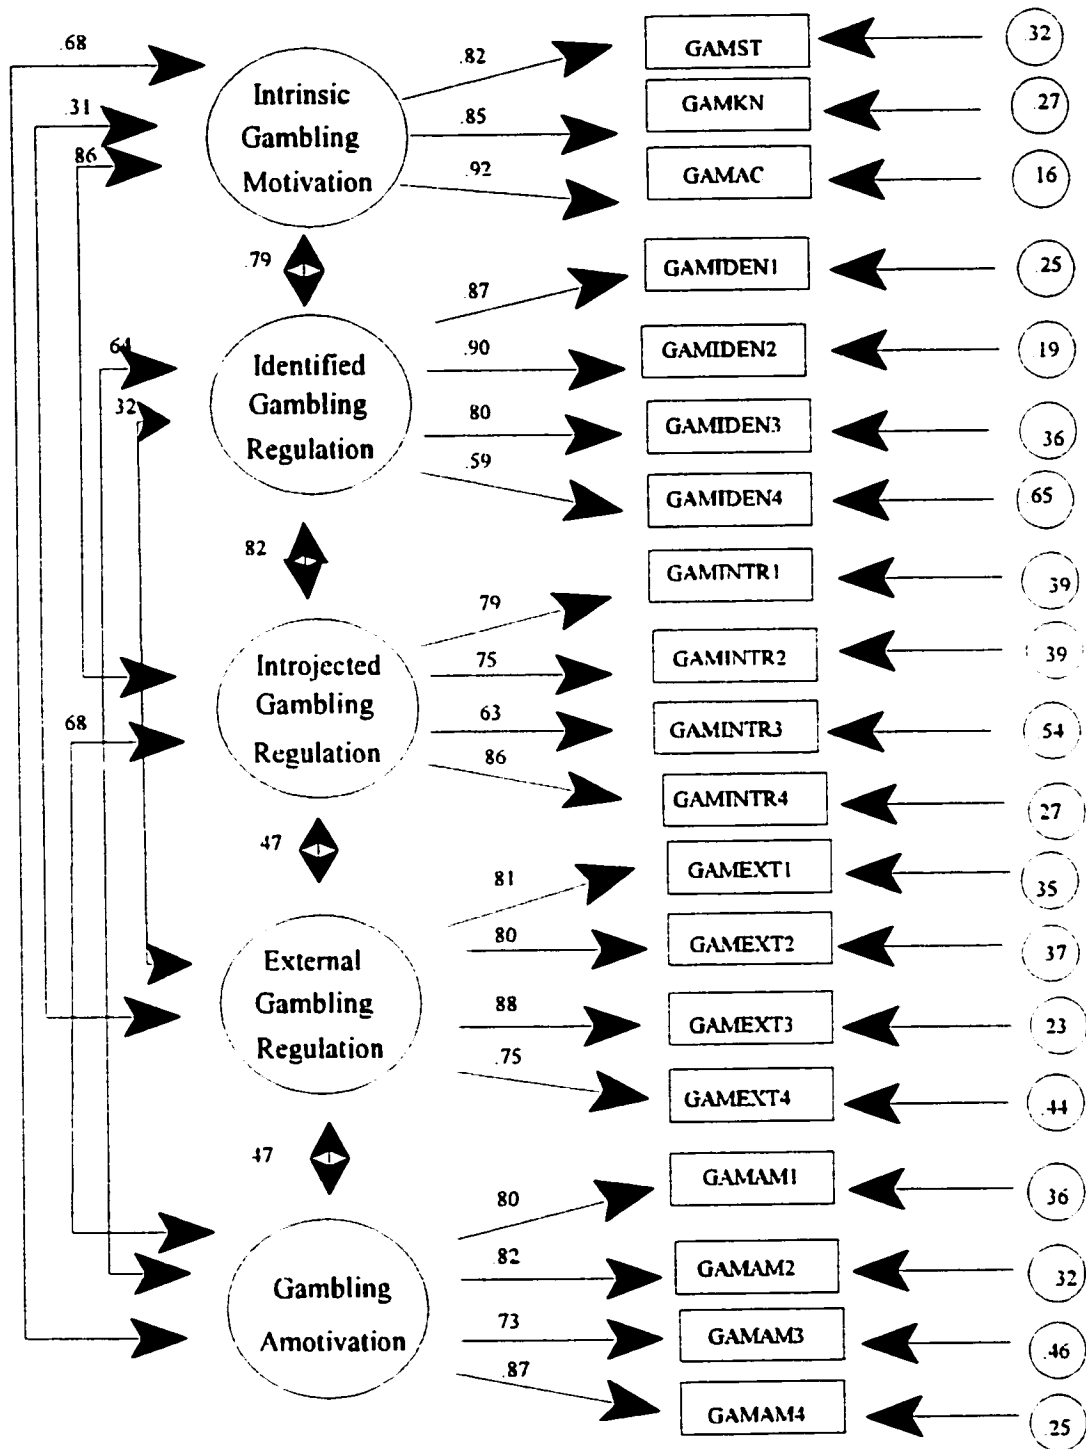 .68
.82
GAMST
.32
Intrinsic
.31
Gambling
.85
GAMKN
.27
86
Motivation
.92
GAMAC
16
.79
.87
GAMIDEN1
.25
64
Identified
.90
GAMIDEN2
19
32
Gambling
80
GAMIDEN3
36
Regulation
.59
GAMIDEN4
.65
82
GAMINTR1
39
79
Introjected
75
GAMINTR2
39
Gambling
68
63
GAMINTR3
54
Regulation
86
GAMINTR4
27
47
81
GAMEXT1
35
External
80
GAMEXT2
37
Gambling
88
GAMEXT3
23
Regulation
.75
GAMEXT4
.44
47
GAMAM1
36
80
Gambling
.82
GAMAM2
32
Amotivation
73
GAMAM3
.46
.87
GAMAM4
.25